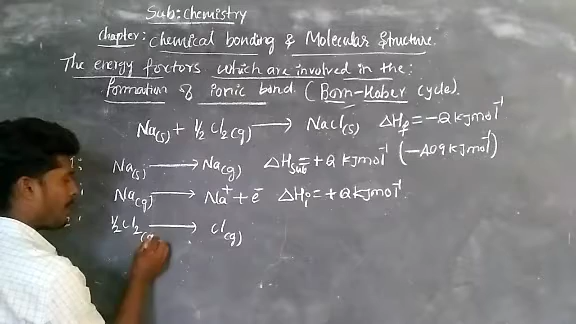 Sub: Chemistry
chapter: Chemical bonding & Molecular Structure.
The energy factors which are involved in the:
formation of ionic bond. (Born-Haber Cycle).
Na(s) + ½ Cl2(g) ⟶ NaCl(s) ΔHf = -Q kJmol⁻¹
Na(s) ⟶ Na(g) ΔHsub = +Q kJmol⁻¹ (-409 kJmol⁻¹)
Na(g) ⟶ Na⁺ + e⁻ ΔHi = +Q kJmol⁻¹.
½ Cl2(g ⟶ Cl(g)